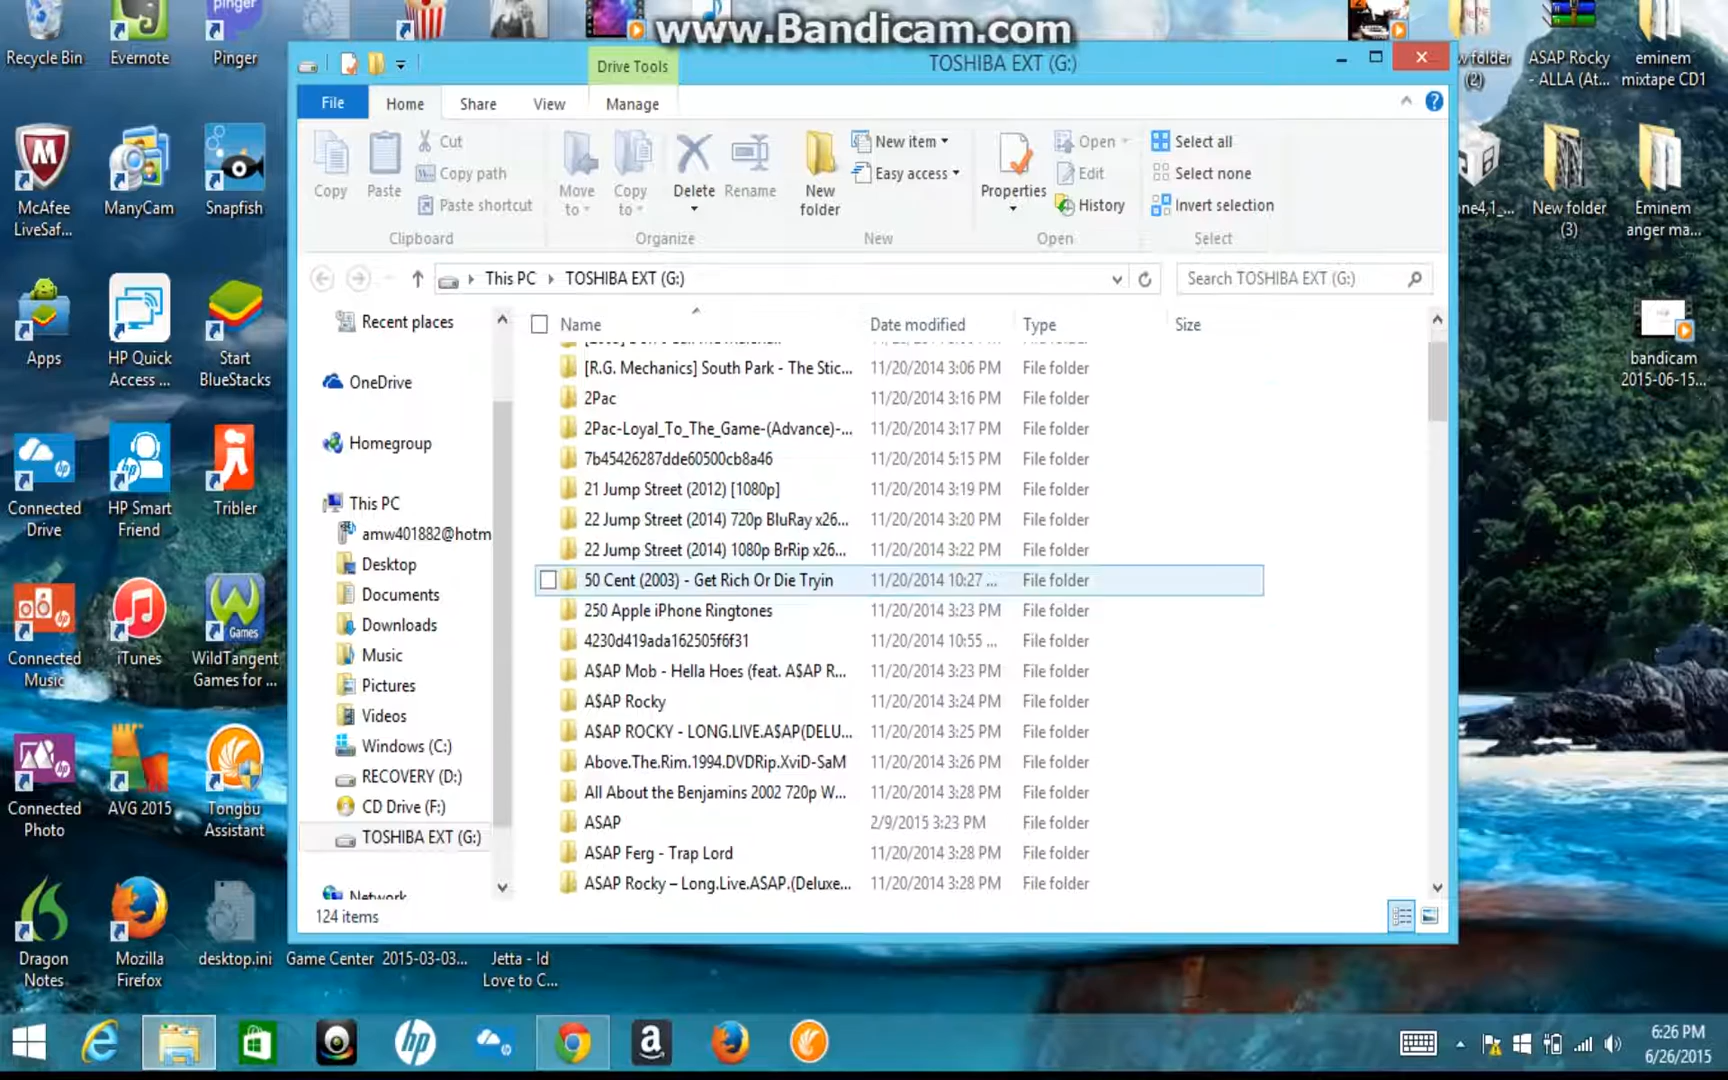 www.Bandicam.com
Recycle Bin
Evernote
Pinger
(2)
ASAP Rocky
- ALLA (At...
eminem
mixtape CD1
Drive Tools
TOSHIBA EXT (G:)
File
Home
Share
View
Manage
Copy
Paste
Cut
Copy path
Paste shortcut
Clipboard
Move
to
Copy
to
Delete
Rename
Organize
New
folder
New item
Easy access
New
Properties
Open
Edit
History
Open
Select all
Select none
Invert selection
Select
McAfee
LiveSaf...
ManyCam
Snapfish
New folder
(3)
Eminem
anger ma...
This PC
TOSHIBA EXT (G:)
Search TOSHIBA EXT (G:)
Name
Date modified
Type
Size
[R.G. Mechanics] South Park - The Stic... 11/20/2014 3:06 PM File folder
2Pac 11/20/2014 3:16 PM File folder
2Pac-Loyal_To_The_Game-(Advance)-... 11/20/2014 3:17 PM File folder
7b45426287dde60500cb8a46 11/20/2014 5:15 PM File folder
21 Jump Street (2012) [1080p] 11/20/2014 3:19 PM File folder
22 Jump Street (2014) 720p BluRay x26... 11/20/2014 3:20 PM File folder
22 Jump Street (2014) 1080p BrRip x26... 11/20/2014 3:22 PM File folder
50 Cent (2003) - Get Rich Or Die Tryin 11/20/2014 10:27 ... File folder
250 Apple iPhone Ringtones 11/20/2014 3:23 PM File folder
4230d419ada162505f6f31 11/20/2014 10:55 ... File folder
A$AP Mob - Hella Hoes (feat. A$AP R... 11/20/2014 3:23 PM File folder
A$AP Rocky 11/20/2014 3:24 PM File folder
A$AP ROCKY - LONG.LIVE.A$AP(DELU... 11/20/2014 3:25 PM File folder
Above.The.Rim.1994.DVDRip.XviD-SaM 11/20/2014 3:26 PM File folder
All About the Benjamins 2002 720p W... 11/20/2014 3:28 PM File folder
ASAP 2/9/2015 3:23 PM File folder
ASAP Ferg - Trap Lord 11/20/2014 3:28 PM File folder
ASAP Rocky – Long.Live.ASAP.(Deluxe... 11/20/2014 3:28 PM File folder
Recent places
OneDrive
Homegroup
This PC
amw401882@hotm
Desktop
Documents
Downloads
Music
Pictures
Videos
Windows (C:)
RECOVERY (D:)
CD Drive (F:)
TOSHIBA EXT (G:)
Network
124 items
Apps
HP Quick
Access ...
Start
BlueStacks
bandicam
2015-06-15...
Connected
Drive
HP Smart
Friend
Tribler
Connected
Music
iTunes
Games
WildTangent
Games for ...
Connected
Photo
AVG 2015
Tongbu
Assistant
Dragon
Notes
Mozilla
Firefox
desktop.ini
Game Center
2015-03-03...
Jetta - Id
Love to C...
6:26 PM
6/26/2015